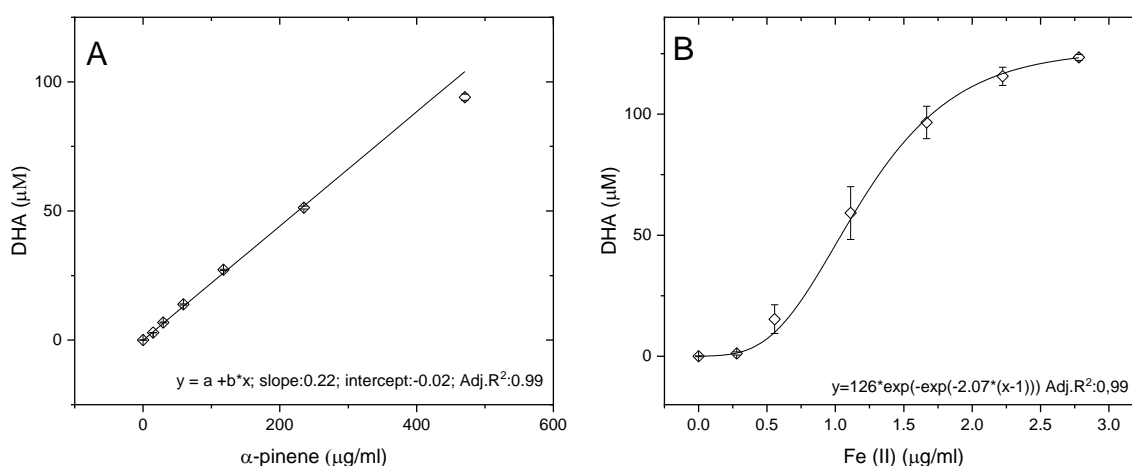 A
DHA (μM)
100
50
0
y = a +b*x; slope:0.22; intercept:-0.02; Adj.R²:0.99
0 200 400 600
α-pinene (μg/ml)
B
DHA (μM)
100
50
0
y=126*exp(-exp(-2.07*(x-1))) Adj.R²:0,99
0.0 0.5 1.0 1.5 2.0 2.5 3.0
Fe (II) (μg/ml)